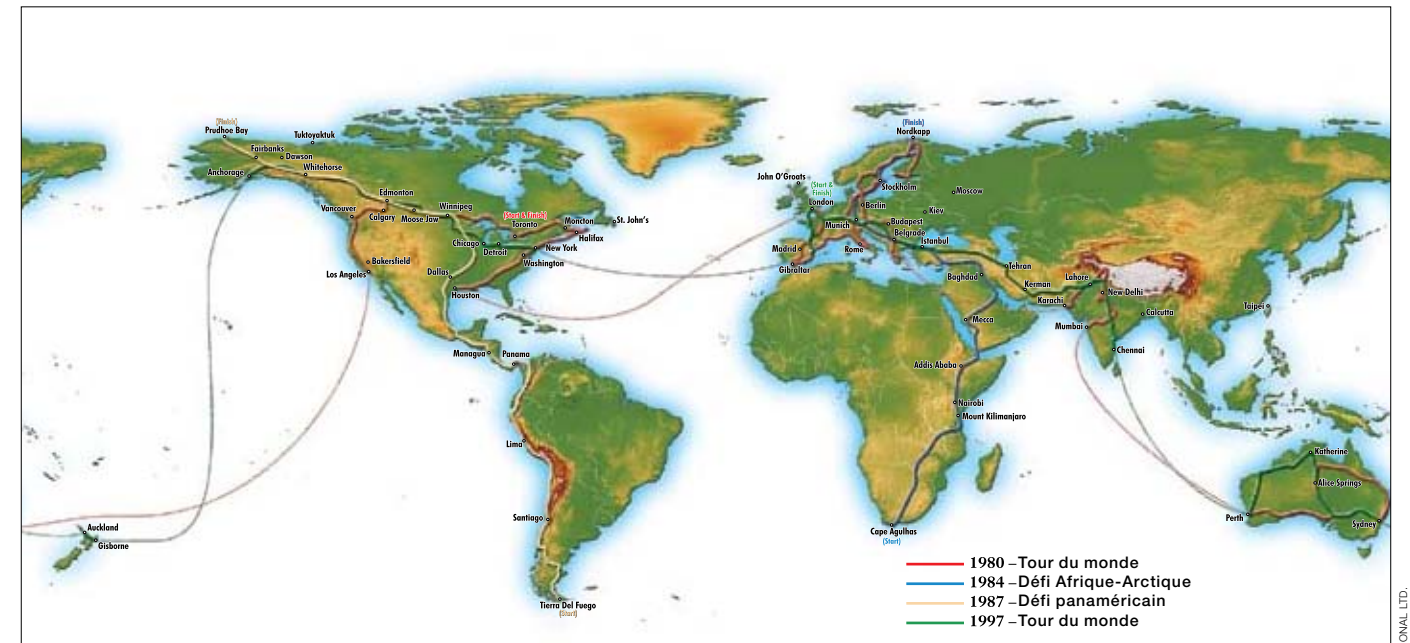 (Finish)
Prudhoe Bay
Tuktoyaktuk
Fairbanks
Dawson
Anchorage
Whitehorse
Edmonton
Vancouver
Calgary
Moose Jaw
Winnipeg
(Start & Finish)
Toronto
Moncton
St. John's
Halifax
Chicago
Detroit
New York
Washington
Bakersfield
Los Angeles
Dallas
Houston
Managua
Panama
Lima
Santiago
Tierra Del Fuego
(Start)
Auckland
Gisborne
(Finish)
Nordkapp
John O'Groats
(Start &
Finish)
London
Stockholm
Moscow
Berlin
Kiev
Munich
Budapest
Belgrade
Istanbul
Madrid
Rome
Gibraltar
Tehran
Baghdad
Kerman
Lahore
New Delhi
Karachi
Mecca
Mumbai
Calcutta
Taipei
Chennai
Addis Ababa
Nairobi
Mount Kilimanjaro
Cape Agulhas
(Start)
Katherine
Alice Springs
Perth
Sydney
1980 – Tour du monde
1984 – Défi Afrique-Arctique
1987 – Défi panaméricain
1997 – Tour du monde
ONAL LTD.